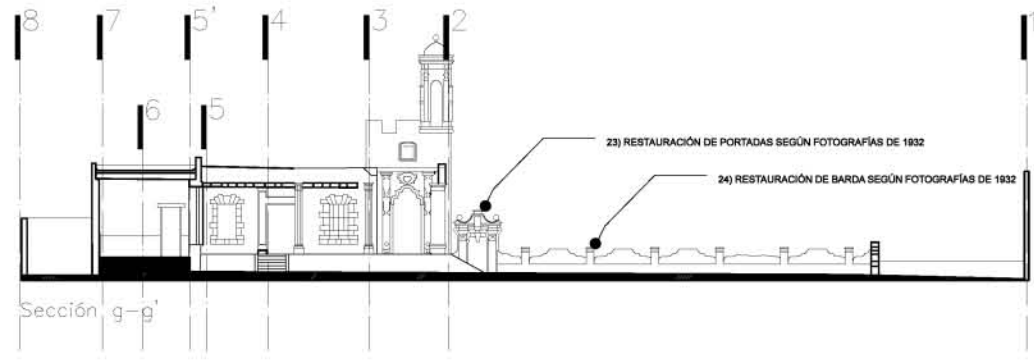 8 7 5' 4 3 2 1
6 5
23) RESTAURACIÓN DE PORTADAS SEGÚN FOTOGRAFÍAS DE 1932
24) RESTAURACIÓN DE BARDA SEGÚN FOTOGRAFÍAS DE 1932
Sección g-g'